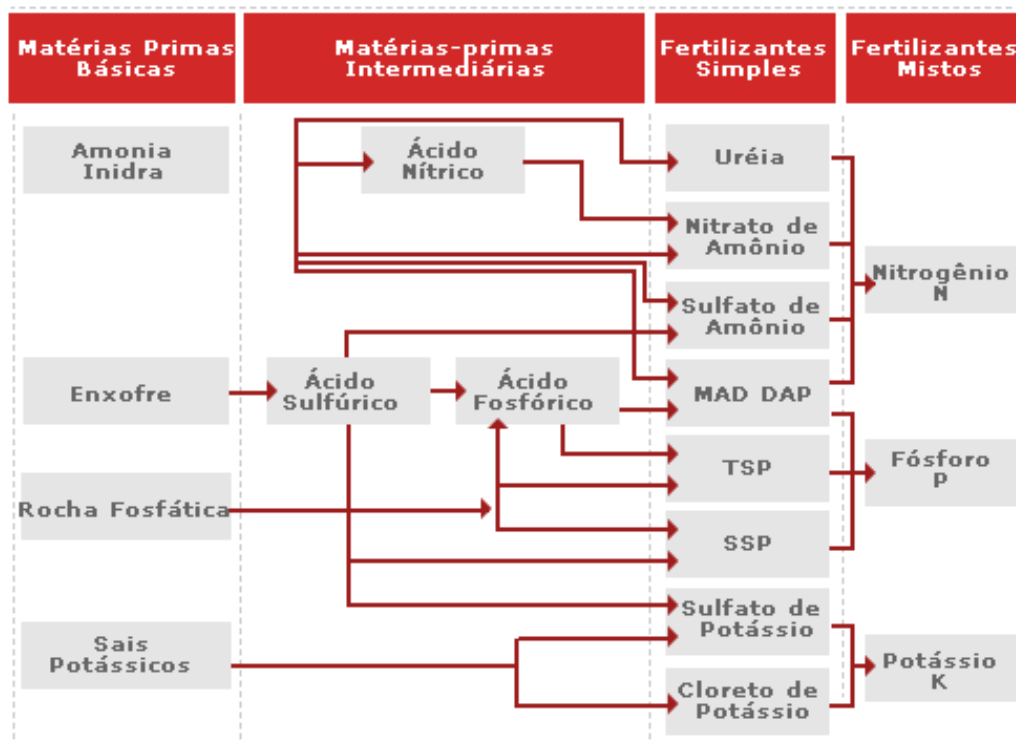 Matérias Primas
Básicas
Matérias-primas
Intermediárias
Fertilizantes
Simples
Fertilizantes
Mistos
Amonia
Inidra
Ácido
Nítrico
Uréia
Nitrato de
Amônio
Nitrogênio
N
Sulfato de
Amônio
Enxofre
Ácido
Sulfúrico
Ácido
Fosfórico
MAD DAP
TSP
Fósforo
P
Rocha Fosfática
SSP
Sulfato de
Potássio
Sais
Potássicos
Potássio
K
Cloreto de
Potássio